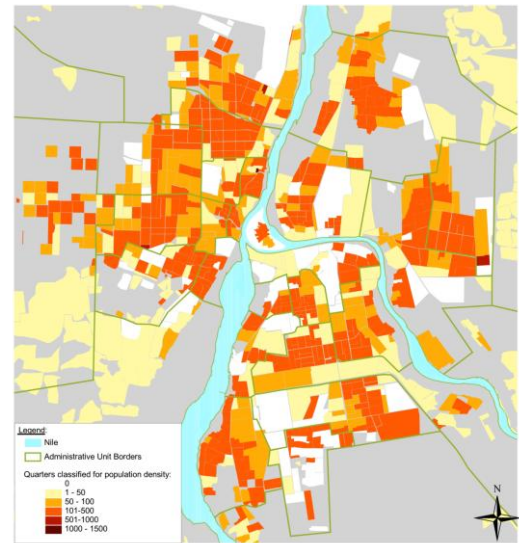 N
Legend:
Nile
Administrative Unit Borders
Quarters classified for population density:
0
1 - 50
50 - 100
101-500
501-1000
1000 - 1500